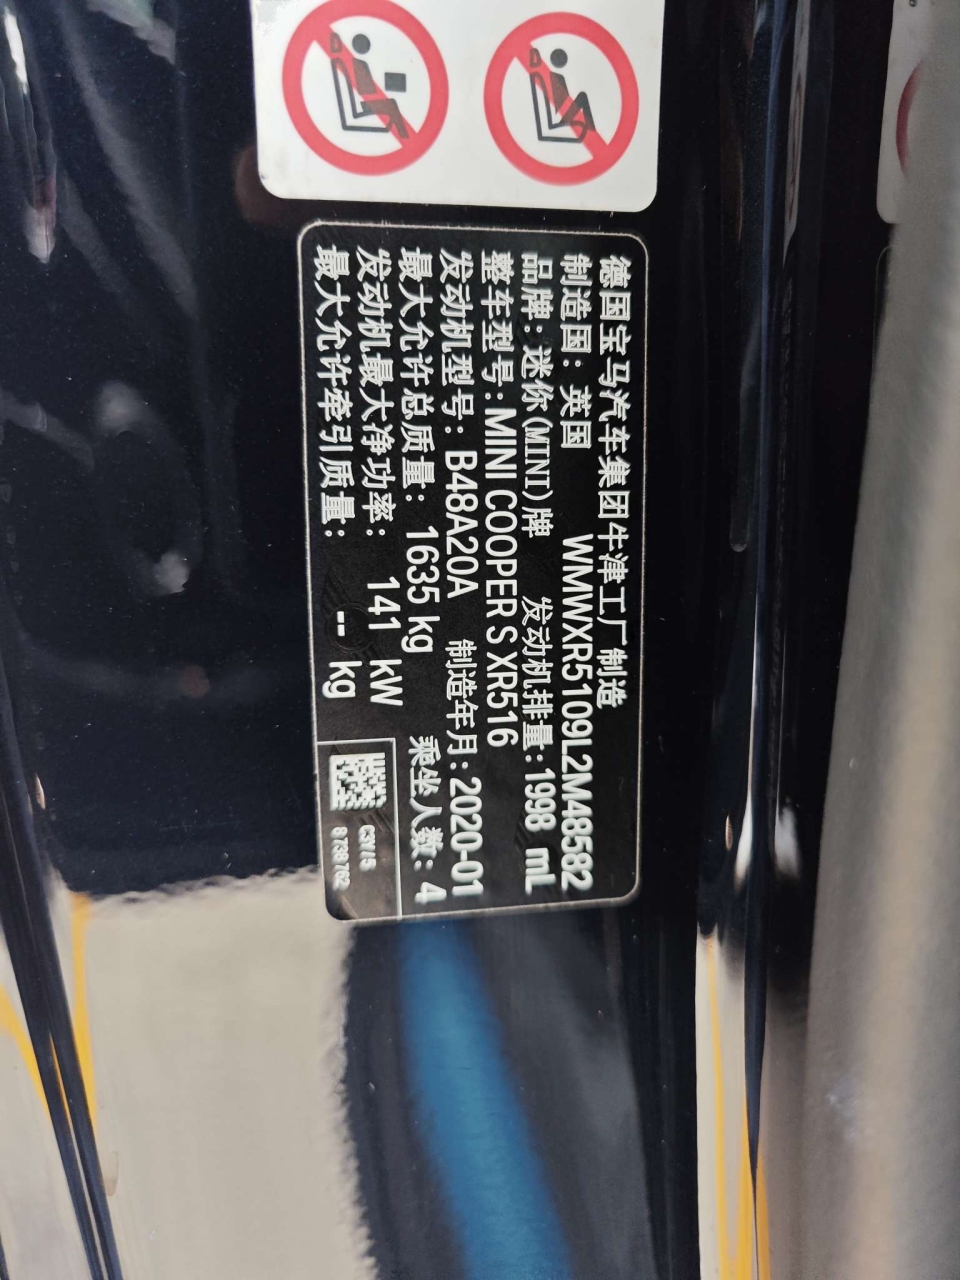 德国宝马汽车集团牛津工厂制造
制造国: 英国 WMWXR5109L2M48582
品牌: 迷你(MINI)牌 发动机排量: 1998 mL
整车型号: MINI COOPER S XR516
发动机型号: B48A20A 制造年月: 2020-01
最大允许总质量: 1635 kg 乘坐人数: 4
发动机最大净功率: 141 kW
最大允许牵引质量: -- kg